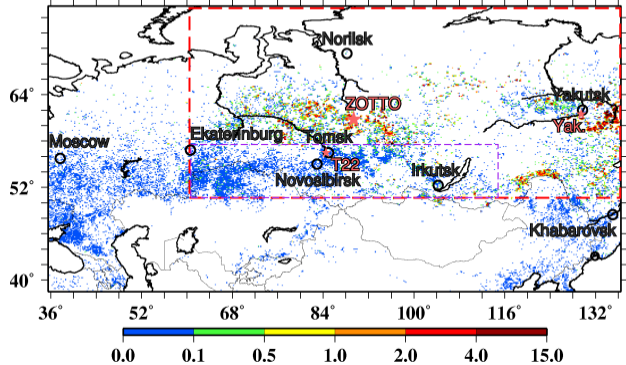 Norilsk
64°
ZOTTO
Yakutsk
Yak.
Moscow
Ekaterinburg
Tomsk
T22
52°
Novosibirsk
Irkutsk
Khabarovsk
40°
36° 52° 68° 84° 100° 116° 132°
0.0 0.1 0.5 1.0 2.0 4.0 15.0